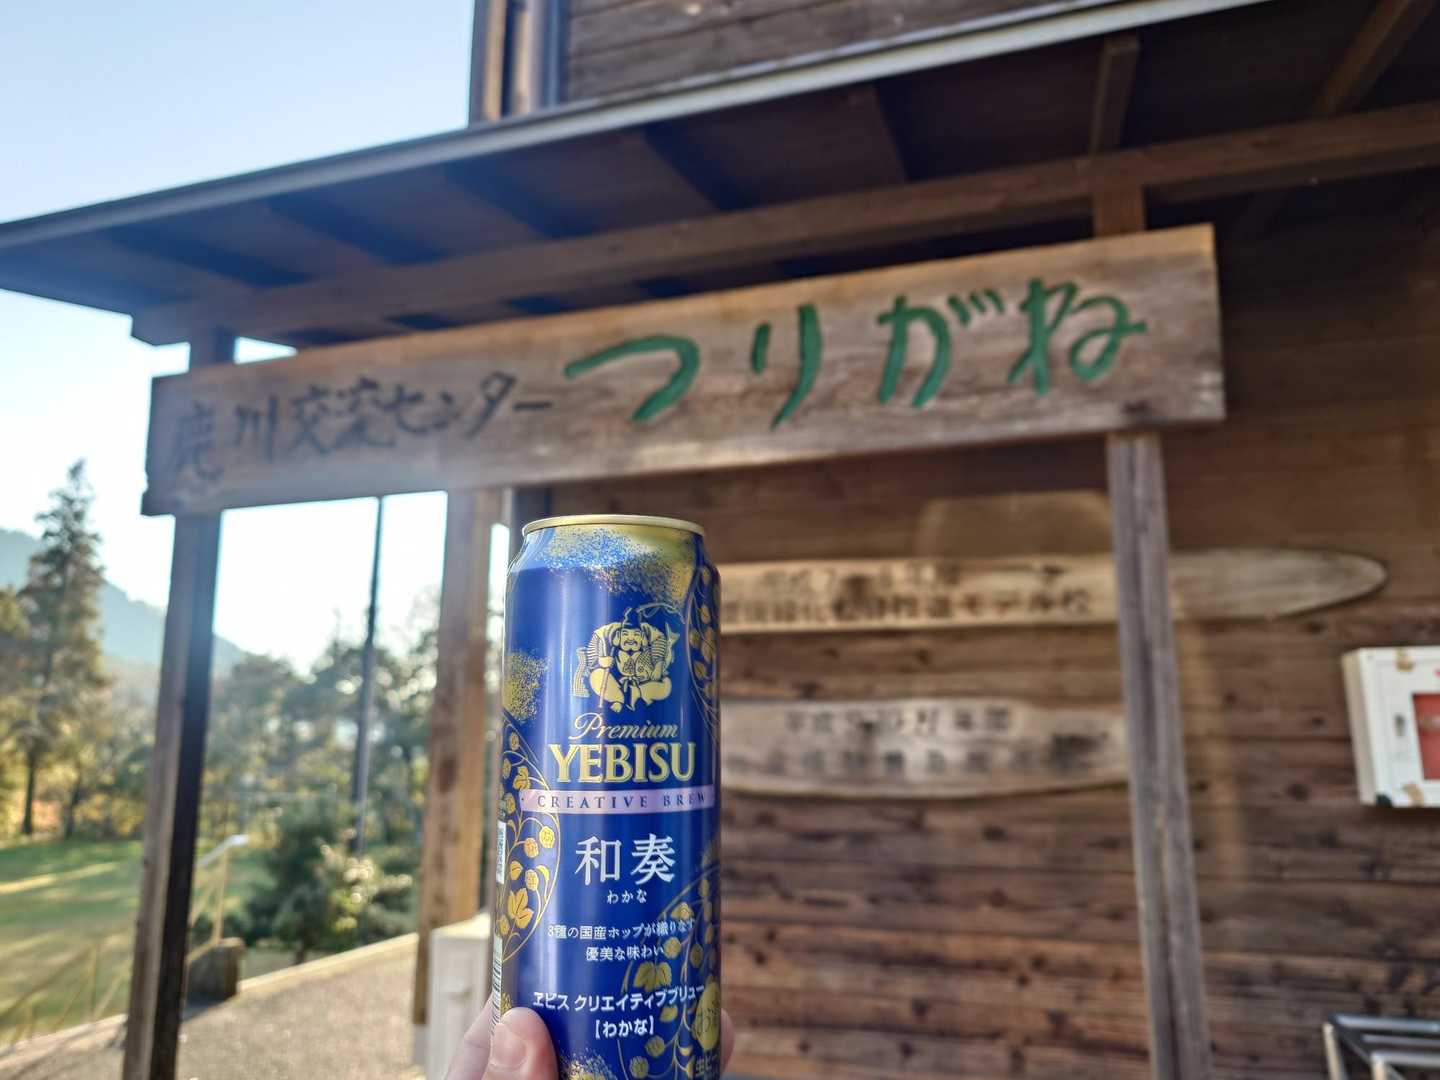 鹿川交流センター つりがね
Premium
YEBISU
CREATIVE BREW
和奏
わかな
3種の国産ホップが織りなす
優美な味わい
ヱビス クリエイティブブリュー
【わかな】